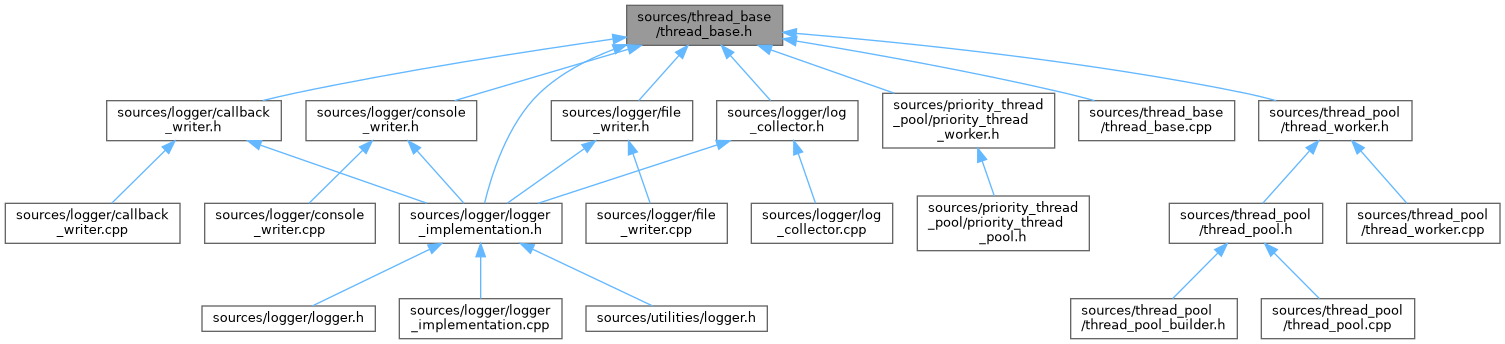 sources/thread_base
/thread_base.h
sources/logger/callback
_writer.h
sources/logger/console
_writer.h
sources/logger/file
_writer.h
sources/logger/log
_collector.h
sources/priority_thread
_pool/priority_thread
_worker.h
sources/thread_base
/thread_base.cpp
sources/thread_pool
/thread_worker.h
sources/logger/callback
_writer.cpp
sources/logger/console
_writer.cpp
sources/logger/logger
_implementation.h
sources/logger/file
_writer.cpp
sources/logger/log
_collector.cpp
sources/priority_thread
_pool/priority_thread
_pool.h
sources/thread_pool
/thread_pool.h
sources/thread_pool
/thread_worker.cpp
sources/logger/logger.h
sources/logger/logger
_implementation.cpp
sources/utilities/logger.h
sources/thread_pool
/thread_pool_builder.h
sources/thread_pool
/thread_pool.cpp